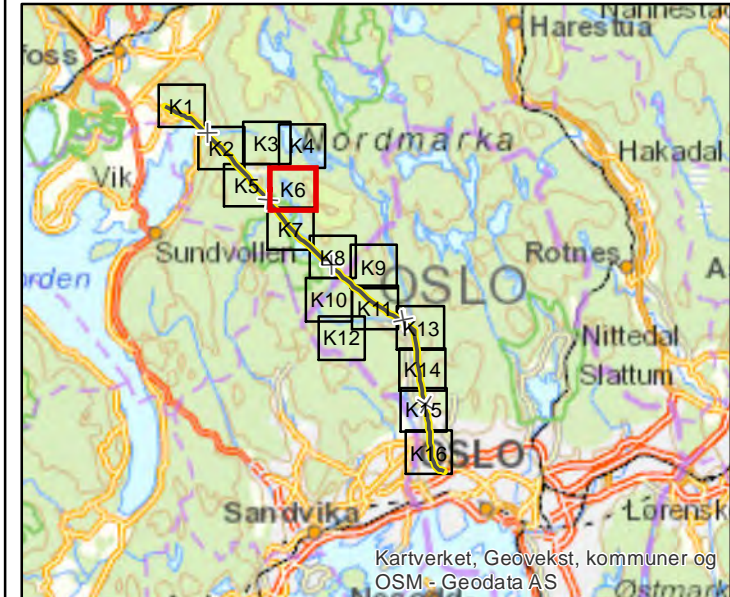 Nannestad
Harestua
foss
K1
Nordmarka
K2
K3
K4
Hakadal
Vik
K5
K6
Sundvollen
K7
K8
K9
Rotnes
A
orden
OSLO
K10
K11
K12
K13
Nittedal
K14
Slattum
K15
K16
OSLO
Sandvika
Lørensk
Kartverket, Geovekst, kommuner og
OSM - Geodata AS
Østmark